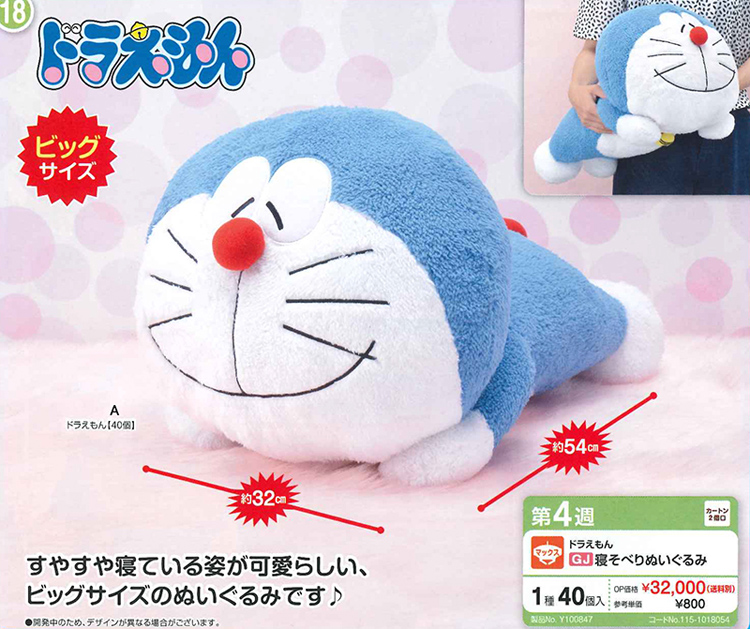 18
ドラえもん
ビッグ
サイズ
A
ドラえもん【40個】
約32cm
約54cm
すやすや寝ている姿が可愛らしい、
ビッグサイズのぬいぐるみです♪
●開発中のため、デザインが異なる場合がございます。
第4週
カートン
2個口
マックス
ドラえもん
GJ 寝そべりぬいぐるみ
1種 40個入
OP価格 ¥32,000(送料別)
参考単価 ¥800
製品No. Y100847
コードNo.115-1018054